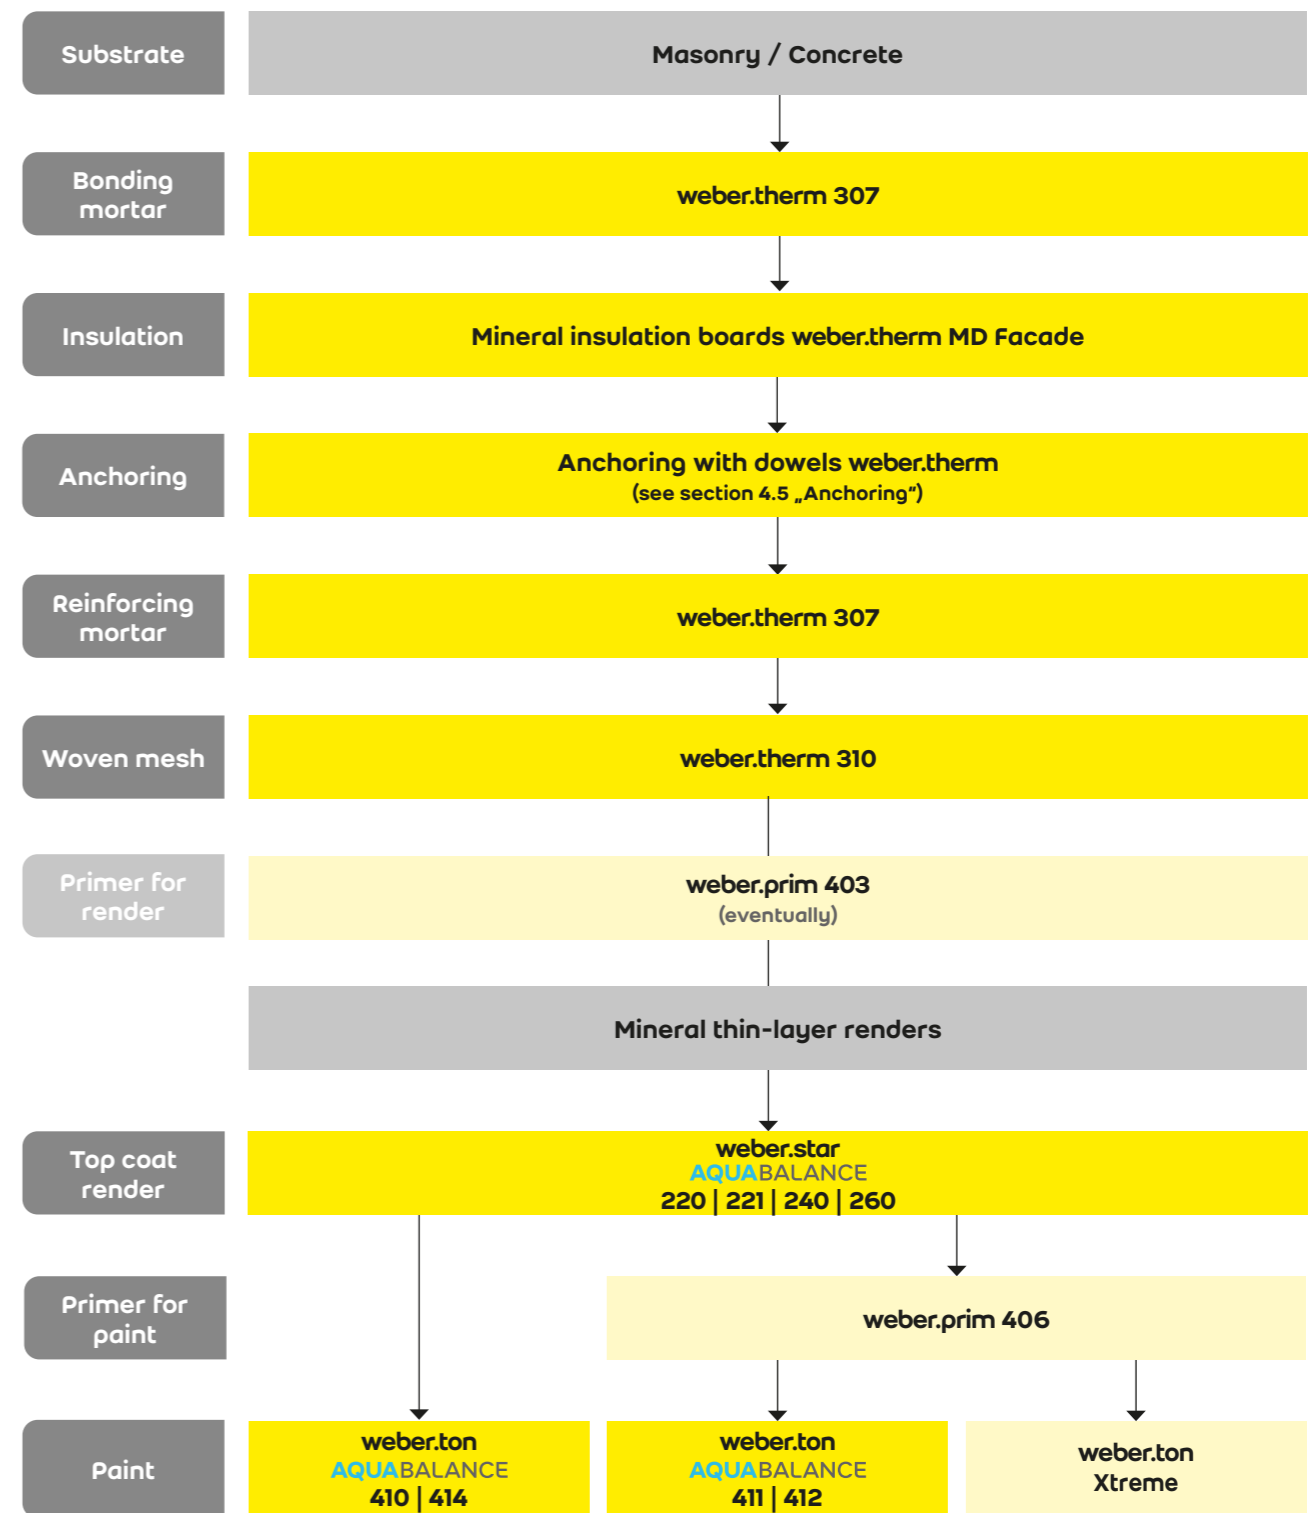 Substrate
Masonry / Concrete
Bonding
mortar
weber.therm 307
Insulation
Mineral insulation boards weber.therm MD Facade
Anchoring
Anchoring with dowels weber.therm
(see section 4.5 „Anchoring“)
Reinforcing
mortar
weber.therm 307
Woven mesh
weber.therm 310
Primer for
render
weber.prim 403
(eventually)
Mineral thin-layer renders
Top coat
render
weber.star
AQUABALANCE
220 | 221 | 240 | 260
Primer for
paint
weber.prim 406
Paint
weber.ton
AQUABALANCE
410 | 414
weber.ton
AQUABALANCE
411 | 412
weber.ton
Xtreme